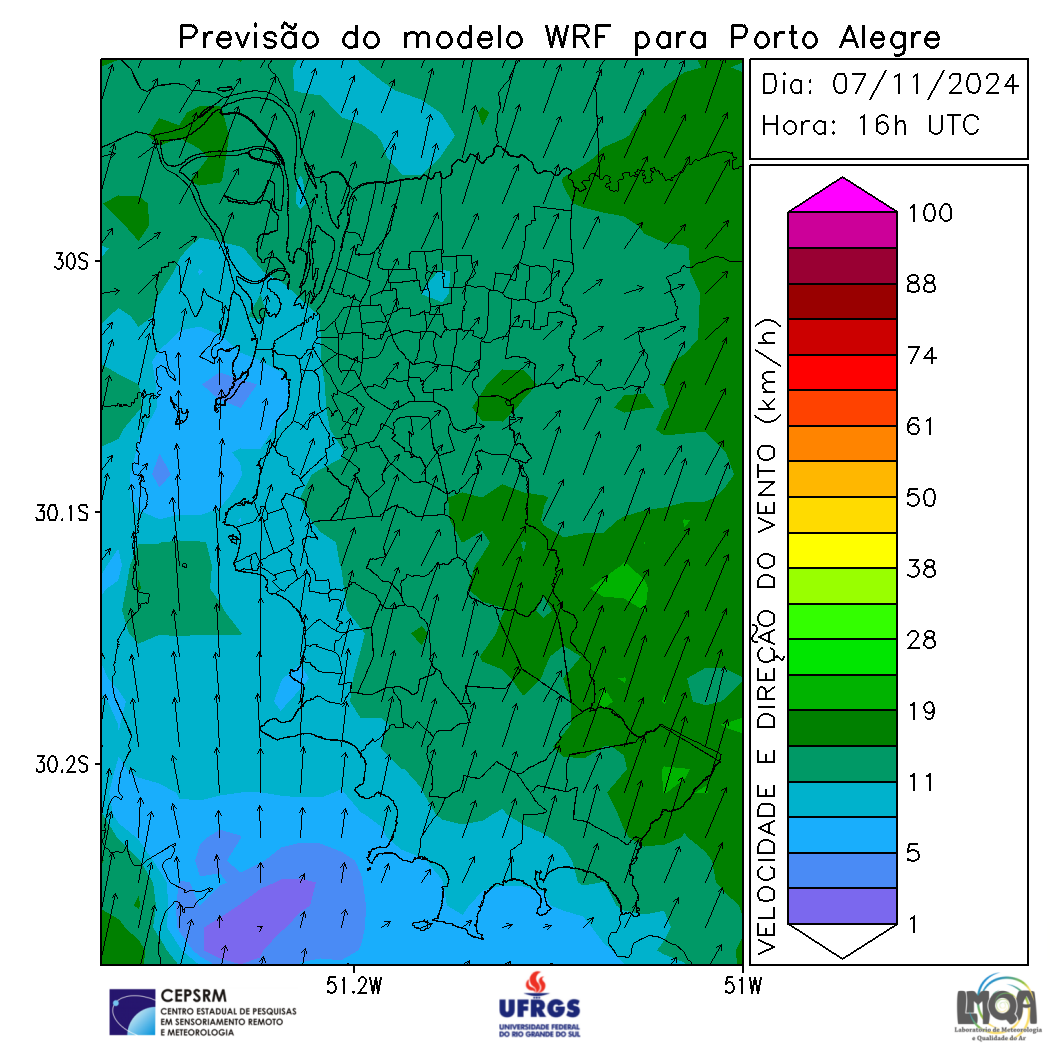 Previsão do modelo WRF para Porto Alegre
Dia: 07/11/2024
Hora: 16h UTC
30S
30.1S
30.2S
51.2W
51W
VELOCIDADE E DIREÇÃO DO VENTO (km/h)
100
88
74
61
50
38
28
19
11
5
1
CEPSRM
CENTRO ESTADUAL DE PESQUISAS
EM SENSORIAMENTO REMOTO
E METEOROLOGIA
UFRGS
UNIVERSIDADE FEDERAL
DO RIO GRANDE DO SUL
LMQA
Laboratório de Meteorologia
e Qualidade do Ar